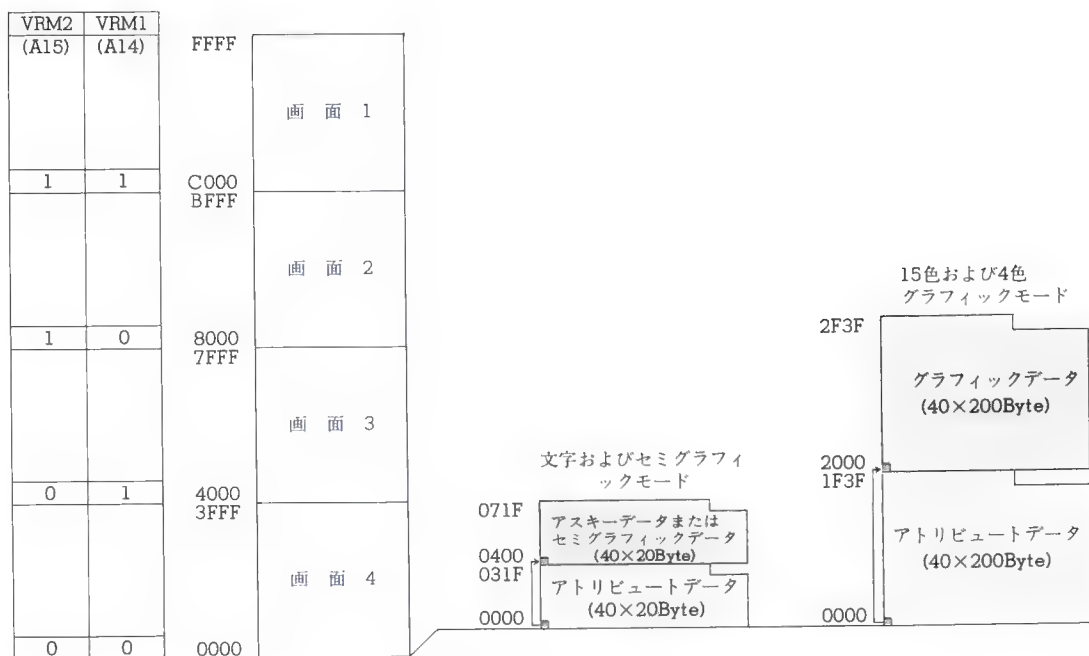 VRM2 VRM1
(A15) (A14)
1 1
1 0
0 1
0 0
FFFF
画 面 1
C000
BFFF
画 面 2
8000
7FFF
画 面 3
4000
3FFF
画 面 4
0000
文字およびセミグラフィ
ックモード
071F
アスキーデータまたは
セミグラフィックデータ
(40×20Byte)
0400
031F
アトリビュートデータ
(40×20Byte)
0000
15色および4色
グラフィックモード
2F3F
グラフィックデータ
(40×200Byte)
2000
1F3F
アトリビュートデータ
(40×200Byte)
0000